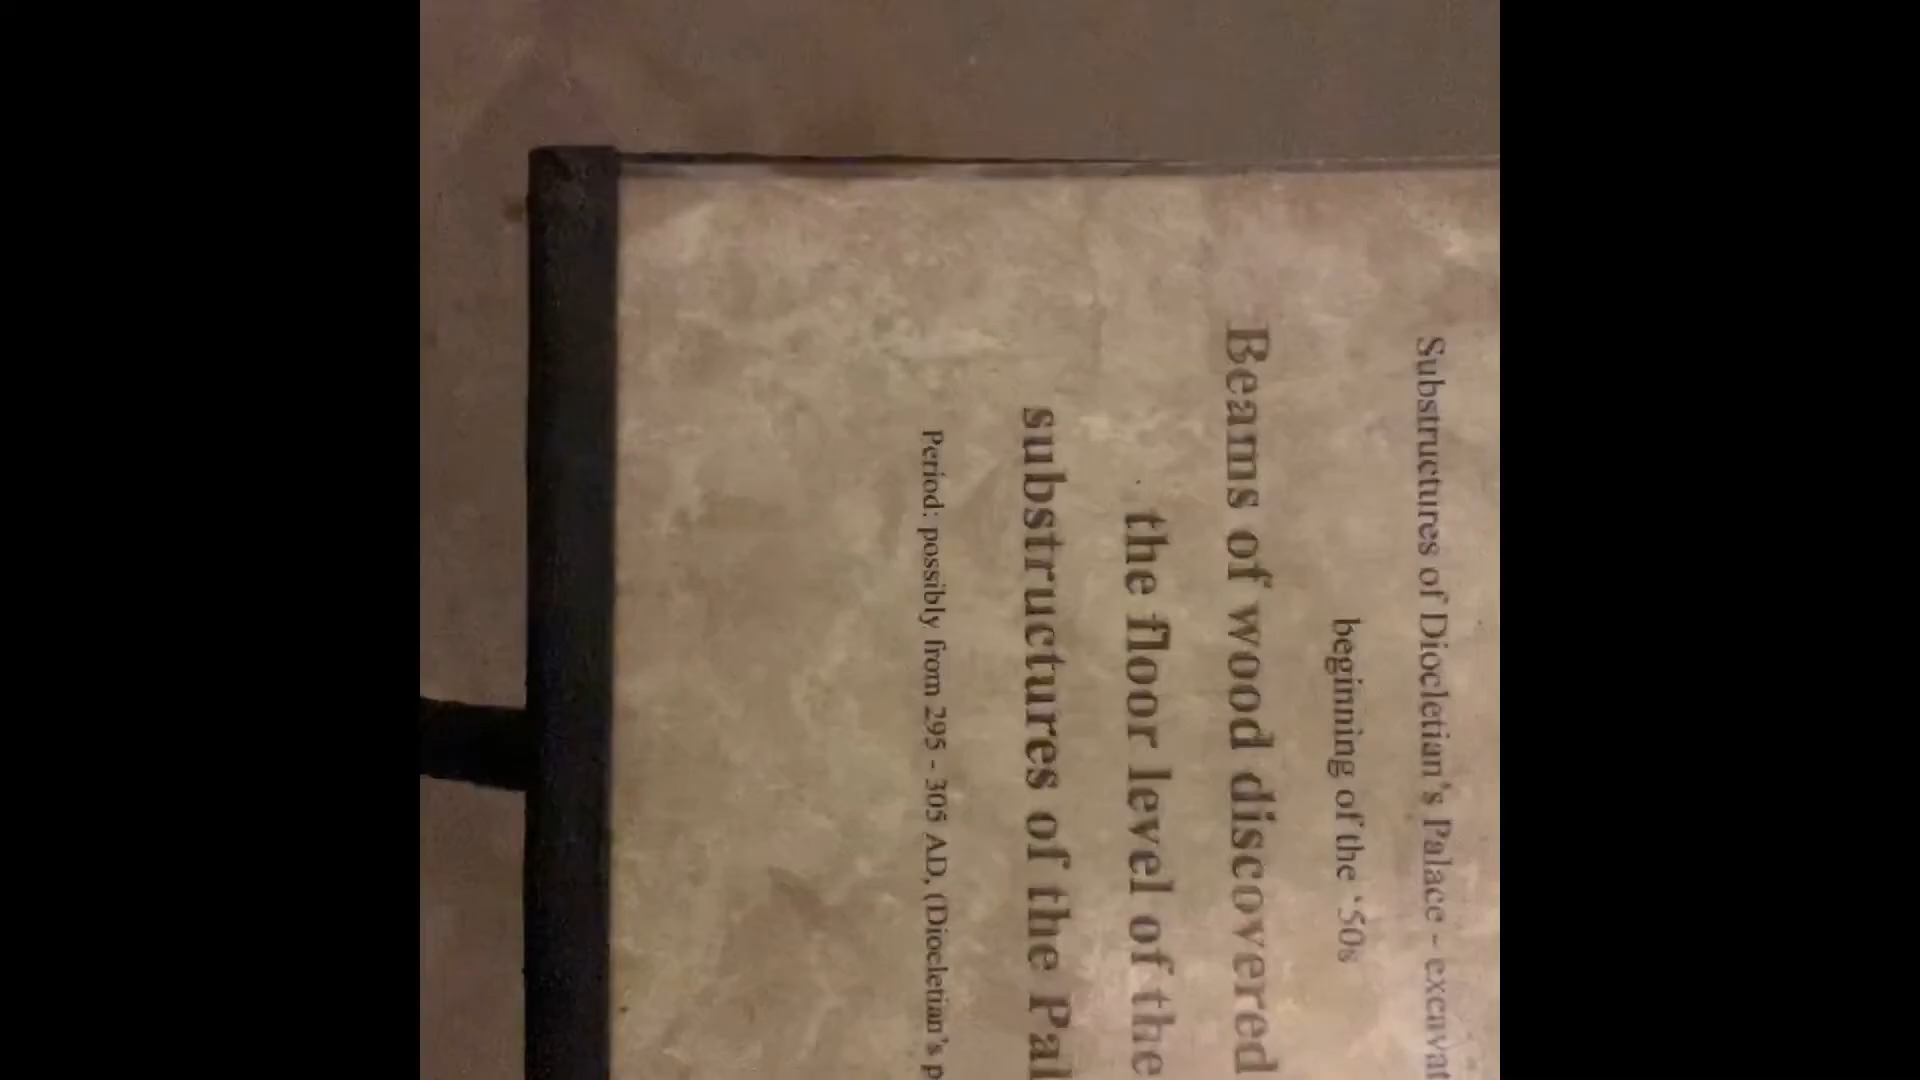 Substructures of Diocletian's Palace - excavat
beginning of the '50s
Beams of wood discovered
the floor level of the
substructures of the Pal
Period: possibly from 295 - 305 AD, (Diocletian's p